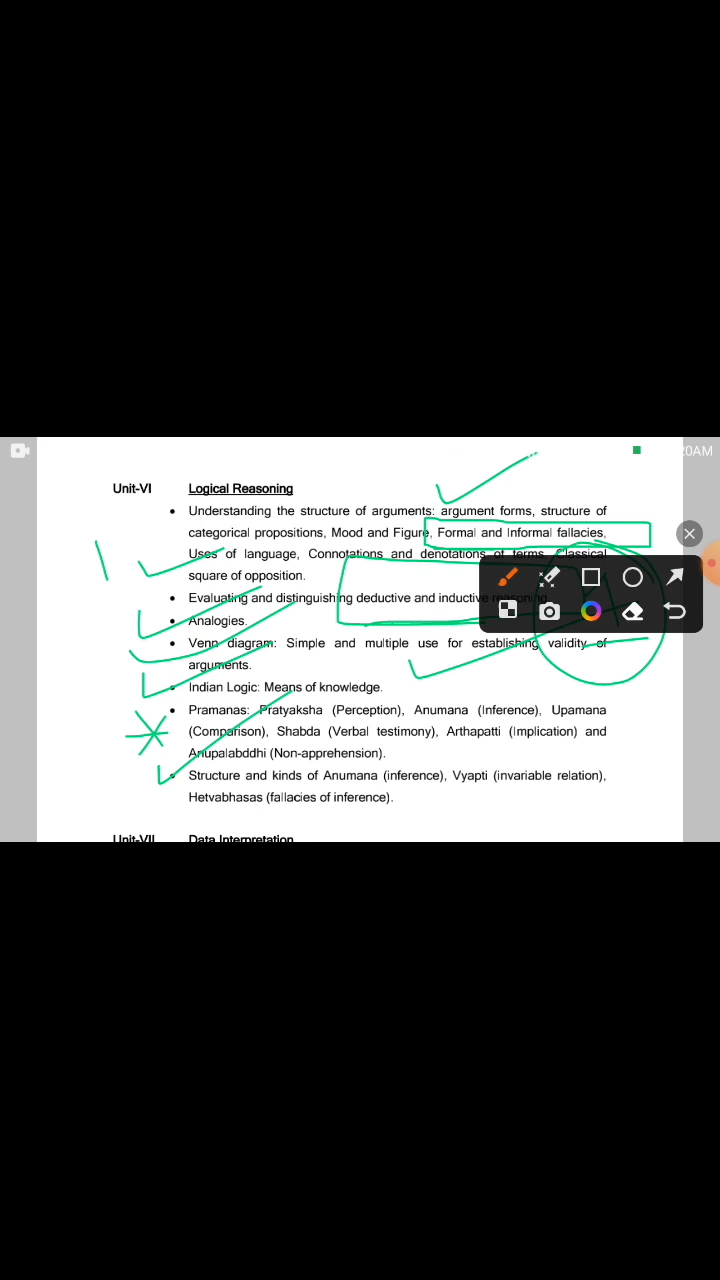 0AM
Unit-VI Logical Reasoning
• Understanding the structure of arguments: argument forms, structure of
categorical propositions, Mood and Figure, Formal and Informal fallacies,
Uses of language, Connotations and denotations of terms, Classical
square of opposition.
• Evaluating and distinguishing deductive and inductive reasoning.
• Analogies.
• Venn diagram: Simple and multiple use for establishing validity of
arguments.
• Indian Logic: Means of knowledge.
• Pramanas: Pratyaksha (Perception), Anumana (Inference), Upamana
(Comparison), Shabda (Verbal testimony), Arthapatti (Implication) and
Anupalabddhi (Non-apprehension).
• Structure and kinds of Anumana (inference), Vyapti (invariable relation),
Hetvabhasas (fallacies of inference).
Unit-VII Data Interpretation